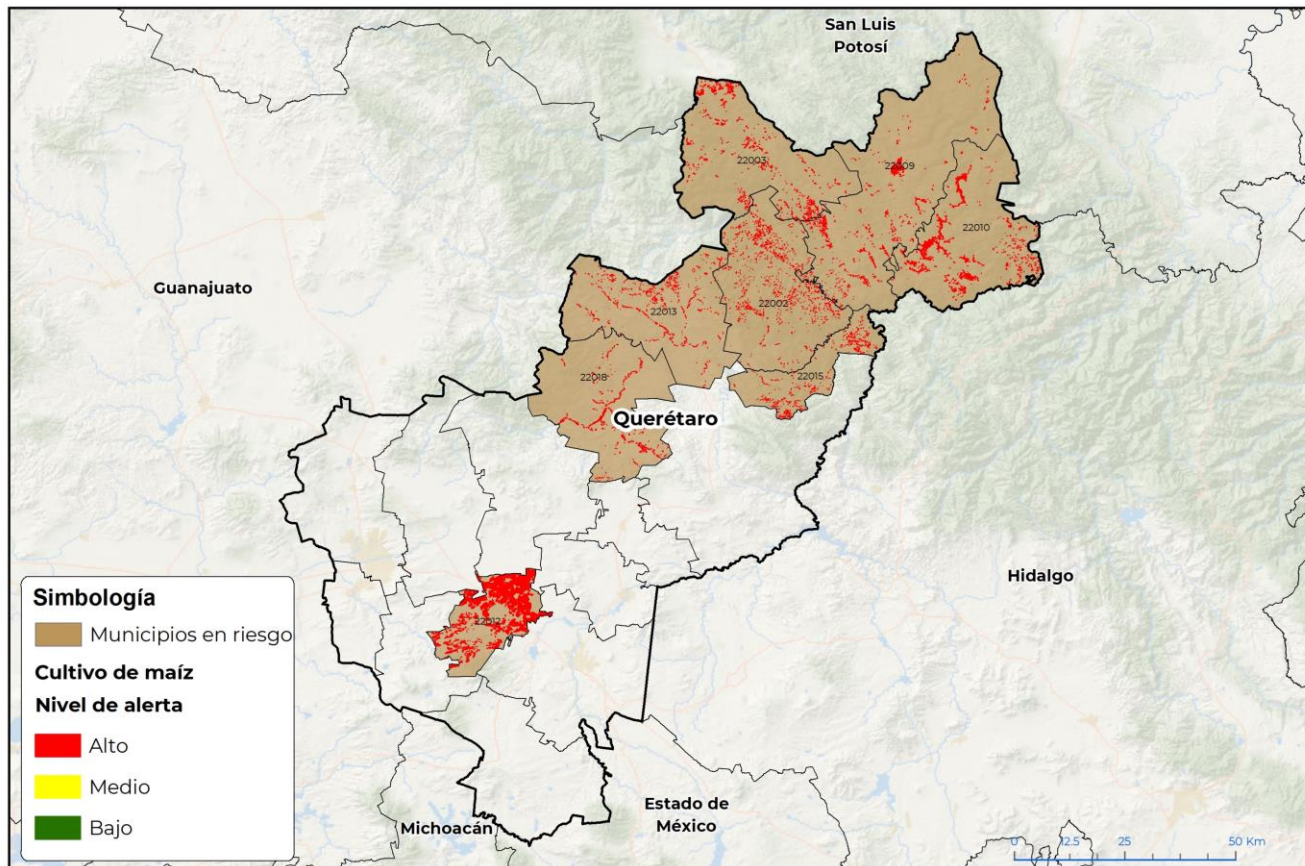 San Luis
Potosí
22003
22009
22010
Guanajuato
22002
22013
22018
22015
Querétaro
Hidalgo
22012
Simbología
Municipios en riesgo
Cultivo de maíz
Nivel de alerta
Alto
Medio
Bajo
Estado de
México
Michoacán
0 12.5 25 50 Km